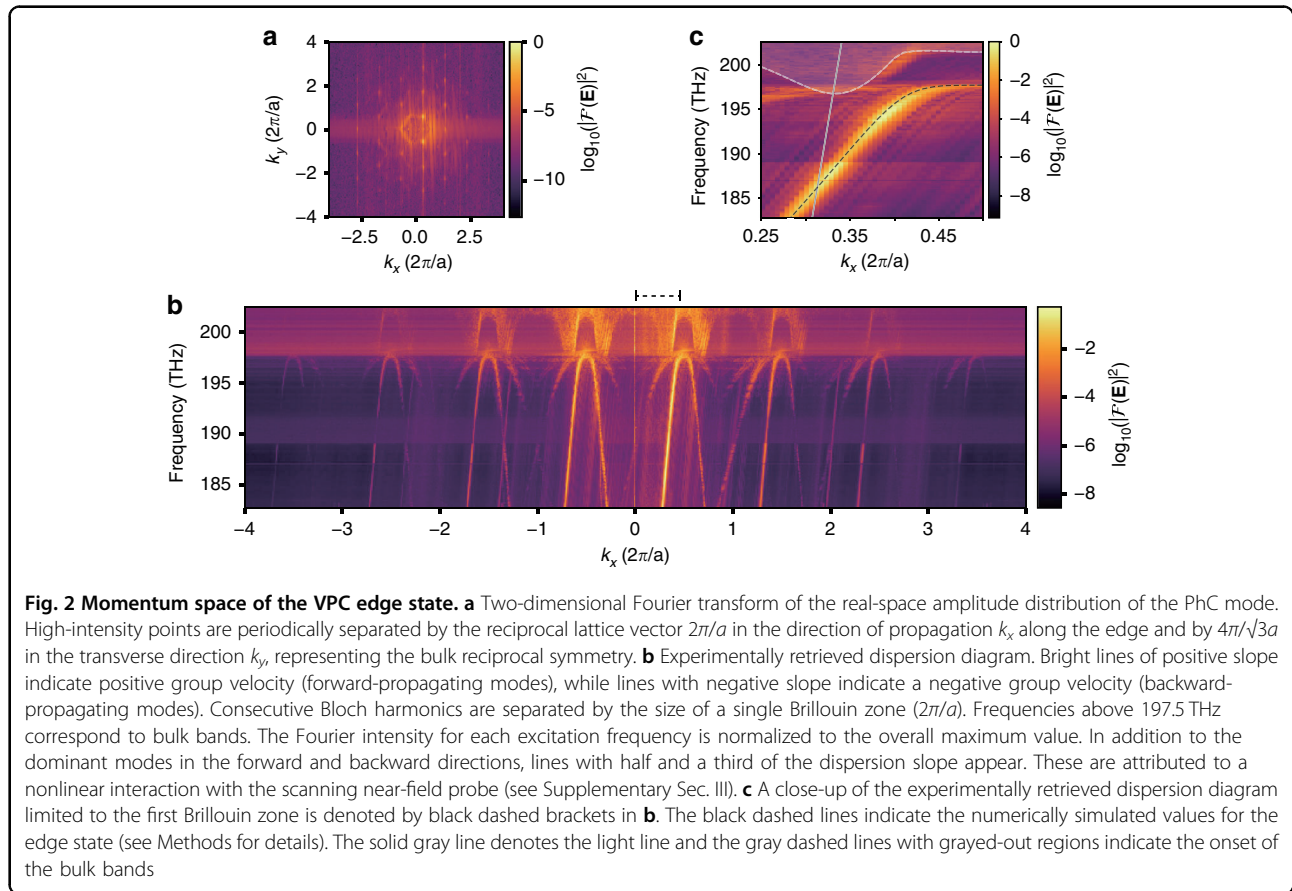 a
4
2
0
−2
−4
k_y (2π/a)
−2.5
0.0
2.5
k_x (2π/a)
0
−5
−10
log₁₀(|𝓕(𝐄)|²)
c
200
195
190
185
Frequency (THz)
0.25
0.35
0.45
k_x (2π/a)
0
−2
−4
−6
−8
log₁₀(|𝓕(𝐄)|²)
b
200
195
190
185
Frequency (THz)
−4
−3
−2
−1
0
1
2
3
4
k_x (2π/a)
−2
−4
−6
−8
log₁₀(|𝓕(𝐄)|²)
Fig. 2 Momentum space of the VPC edge state. a Two-dimensional Fourier transform of the real-space amplitude distribution of the PhC mode.
High-intensity points are periodically separated by the reciprocal lattice vector 2π/a in the direction of propagation k_x along the edge and by 4π/√3a
in the transverse direction k_y, representing the bulk reciprocal symmetry. b Experimentally retrieved dispersion diagram. Bright lines of positive slope
indicate positive group velocity (forward-propagating modes), while lines with negative slope indicate a negative group velocity (backward-
propagating modes). Consecutive Bloch harmonics are separated by the size of a single Brillouin zone (2π/a). Frequencies above 197.5 THz
correspond to bulk bands. The Fourier intensity for each excitation frequency is normalized to the overall maximum value. In addition to the
dominant modes in the forward and backward directions, lines with half and a third of the dispersion slope appear. These are attributed to a
nonlinear interaction with the scanning near-field probe (see Supplementary Sec. III). c A close-up of the experimentally retrieved dispersion diagram
limited to the first Brillouin zone is denoted by black dashed brackets in b. The black dashed lines indicate the numerically simulated values for the
edge state (see Methods for details). The solid gray line denotes the light line and the gray dashed lines with grayed-out regions indicate the onset of
the bulk bands